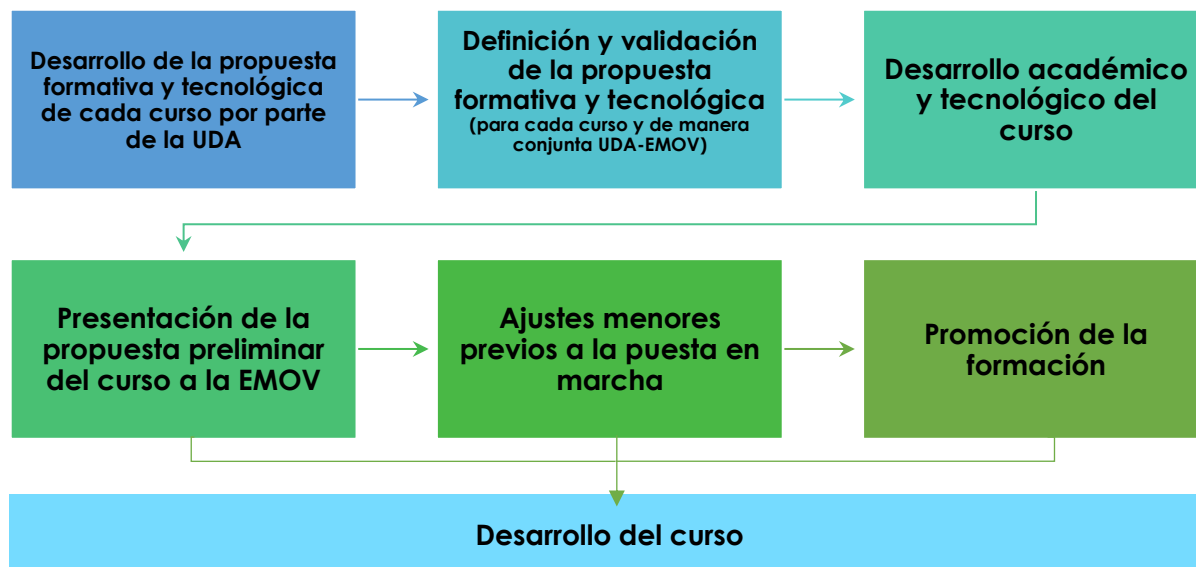 Desarrollo de la propuesta
formativa y tecnológica
de cada curso por parte
de la UDA
Definición y validación
de la propuesta
formativa y tecnológica
(para cada curso y de manera
conjunta UDA-EMOV)
Desarrollo académico
y tecnológico del
curso
Presentación de la
propuesta preliminar
del curso a la EMOV
Ajustes menores
previos a la puesta en
marcha
Promoción de la
formación
Desarrollo del curso